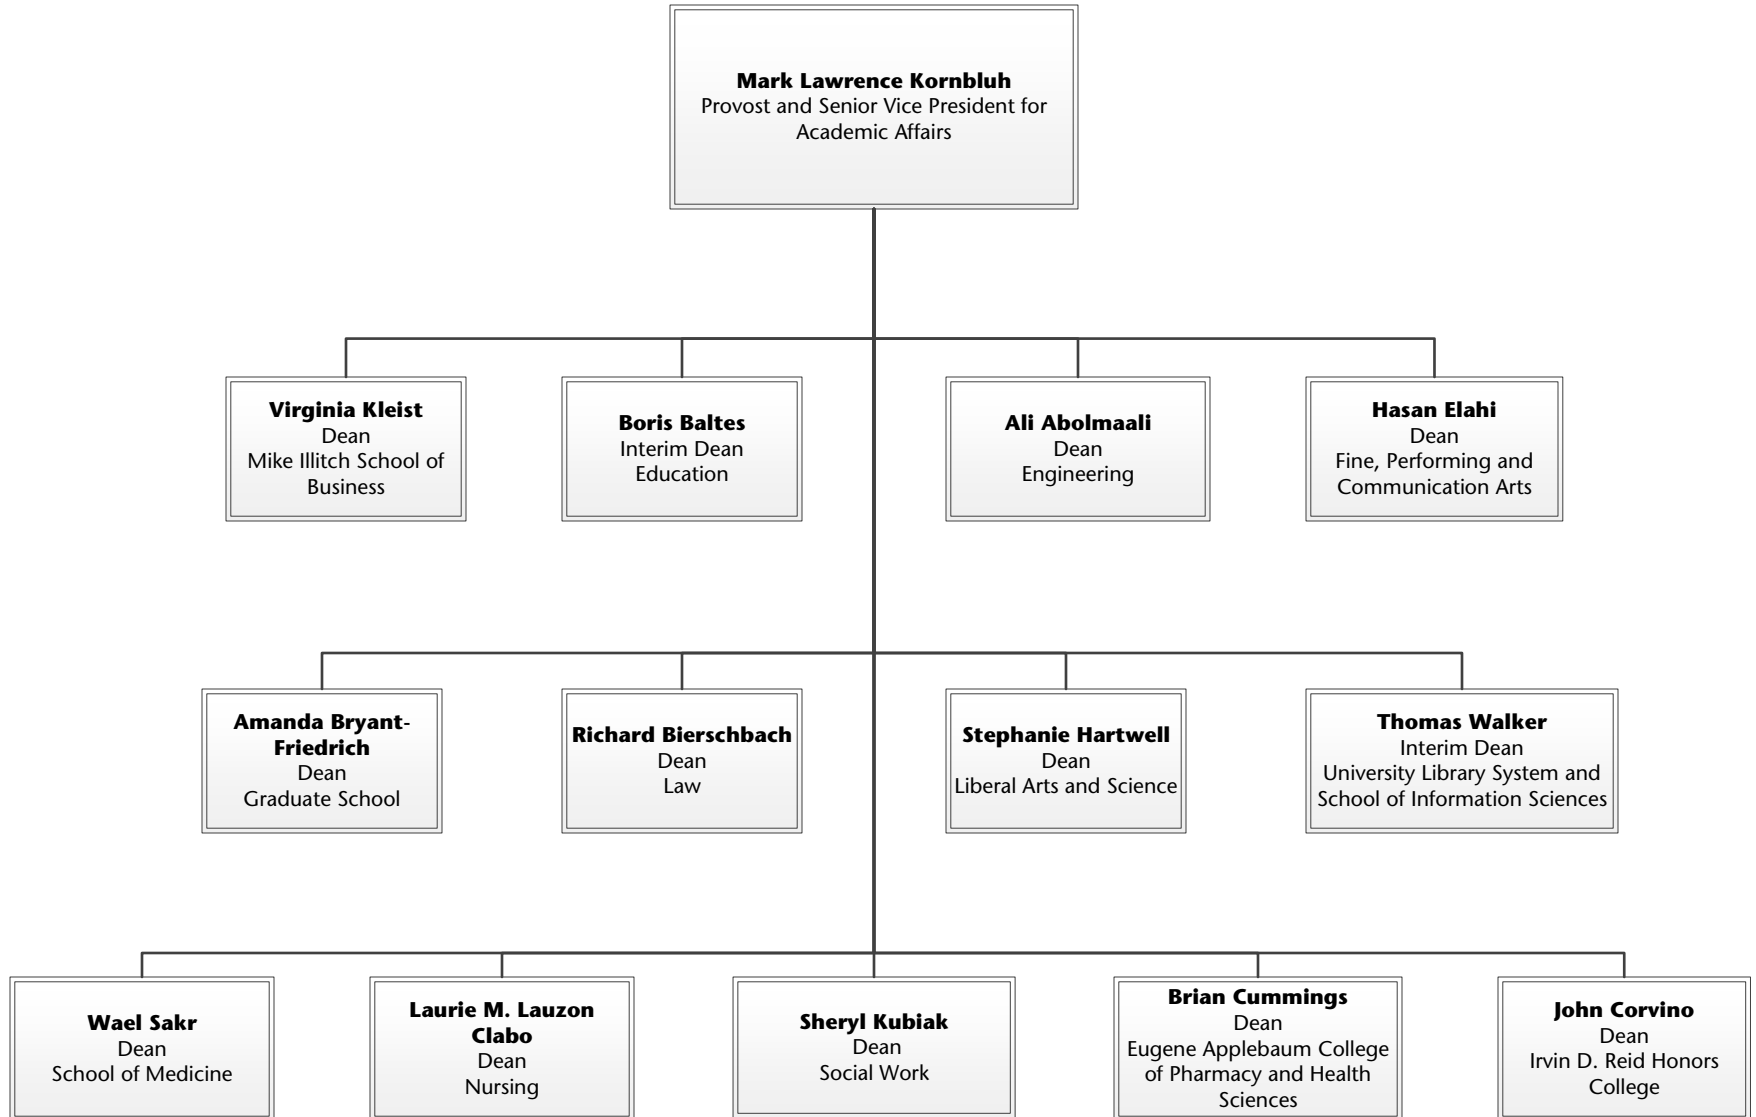 Mark Lawrence Kornbluh
Provost and Senior Vice President for
Academic Affairs
Virginia Kleist
Dean
Mike Illitch School of
Business
Boris Baltes
Interim Dean
Education
Ali Abolmaali
Dean
Engineering
Hasan Elahi
Dean
Fine, Performing and
Communication Arts
Amanda Bryant-
Friedrich
Dean
Graduate School
Richard Bierschbach
Dean
Law
Stephanie Hartwell
Dean
Liberal Arts and Science
Thomas Walker
Interim Dean
University Library System and
School of Information Sciences
Wael Sakr
Dean
School of Medicine
Laurie M. Lauzon
Clabo
Dean
Nursing
Sheryl Kubiak
Dean
Social Work
Brian Cummings
Dean
Eugene Applebaum College
of Pharmacy and Health
Sciences
John Corvino
Dean
Irvin D. Reid Honors
College